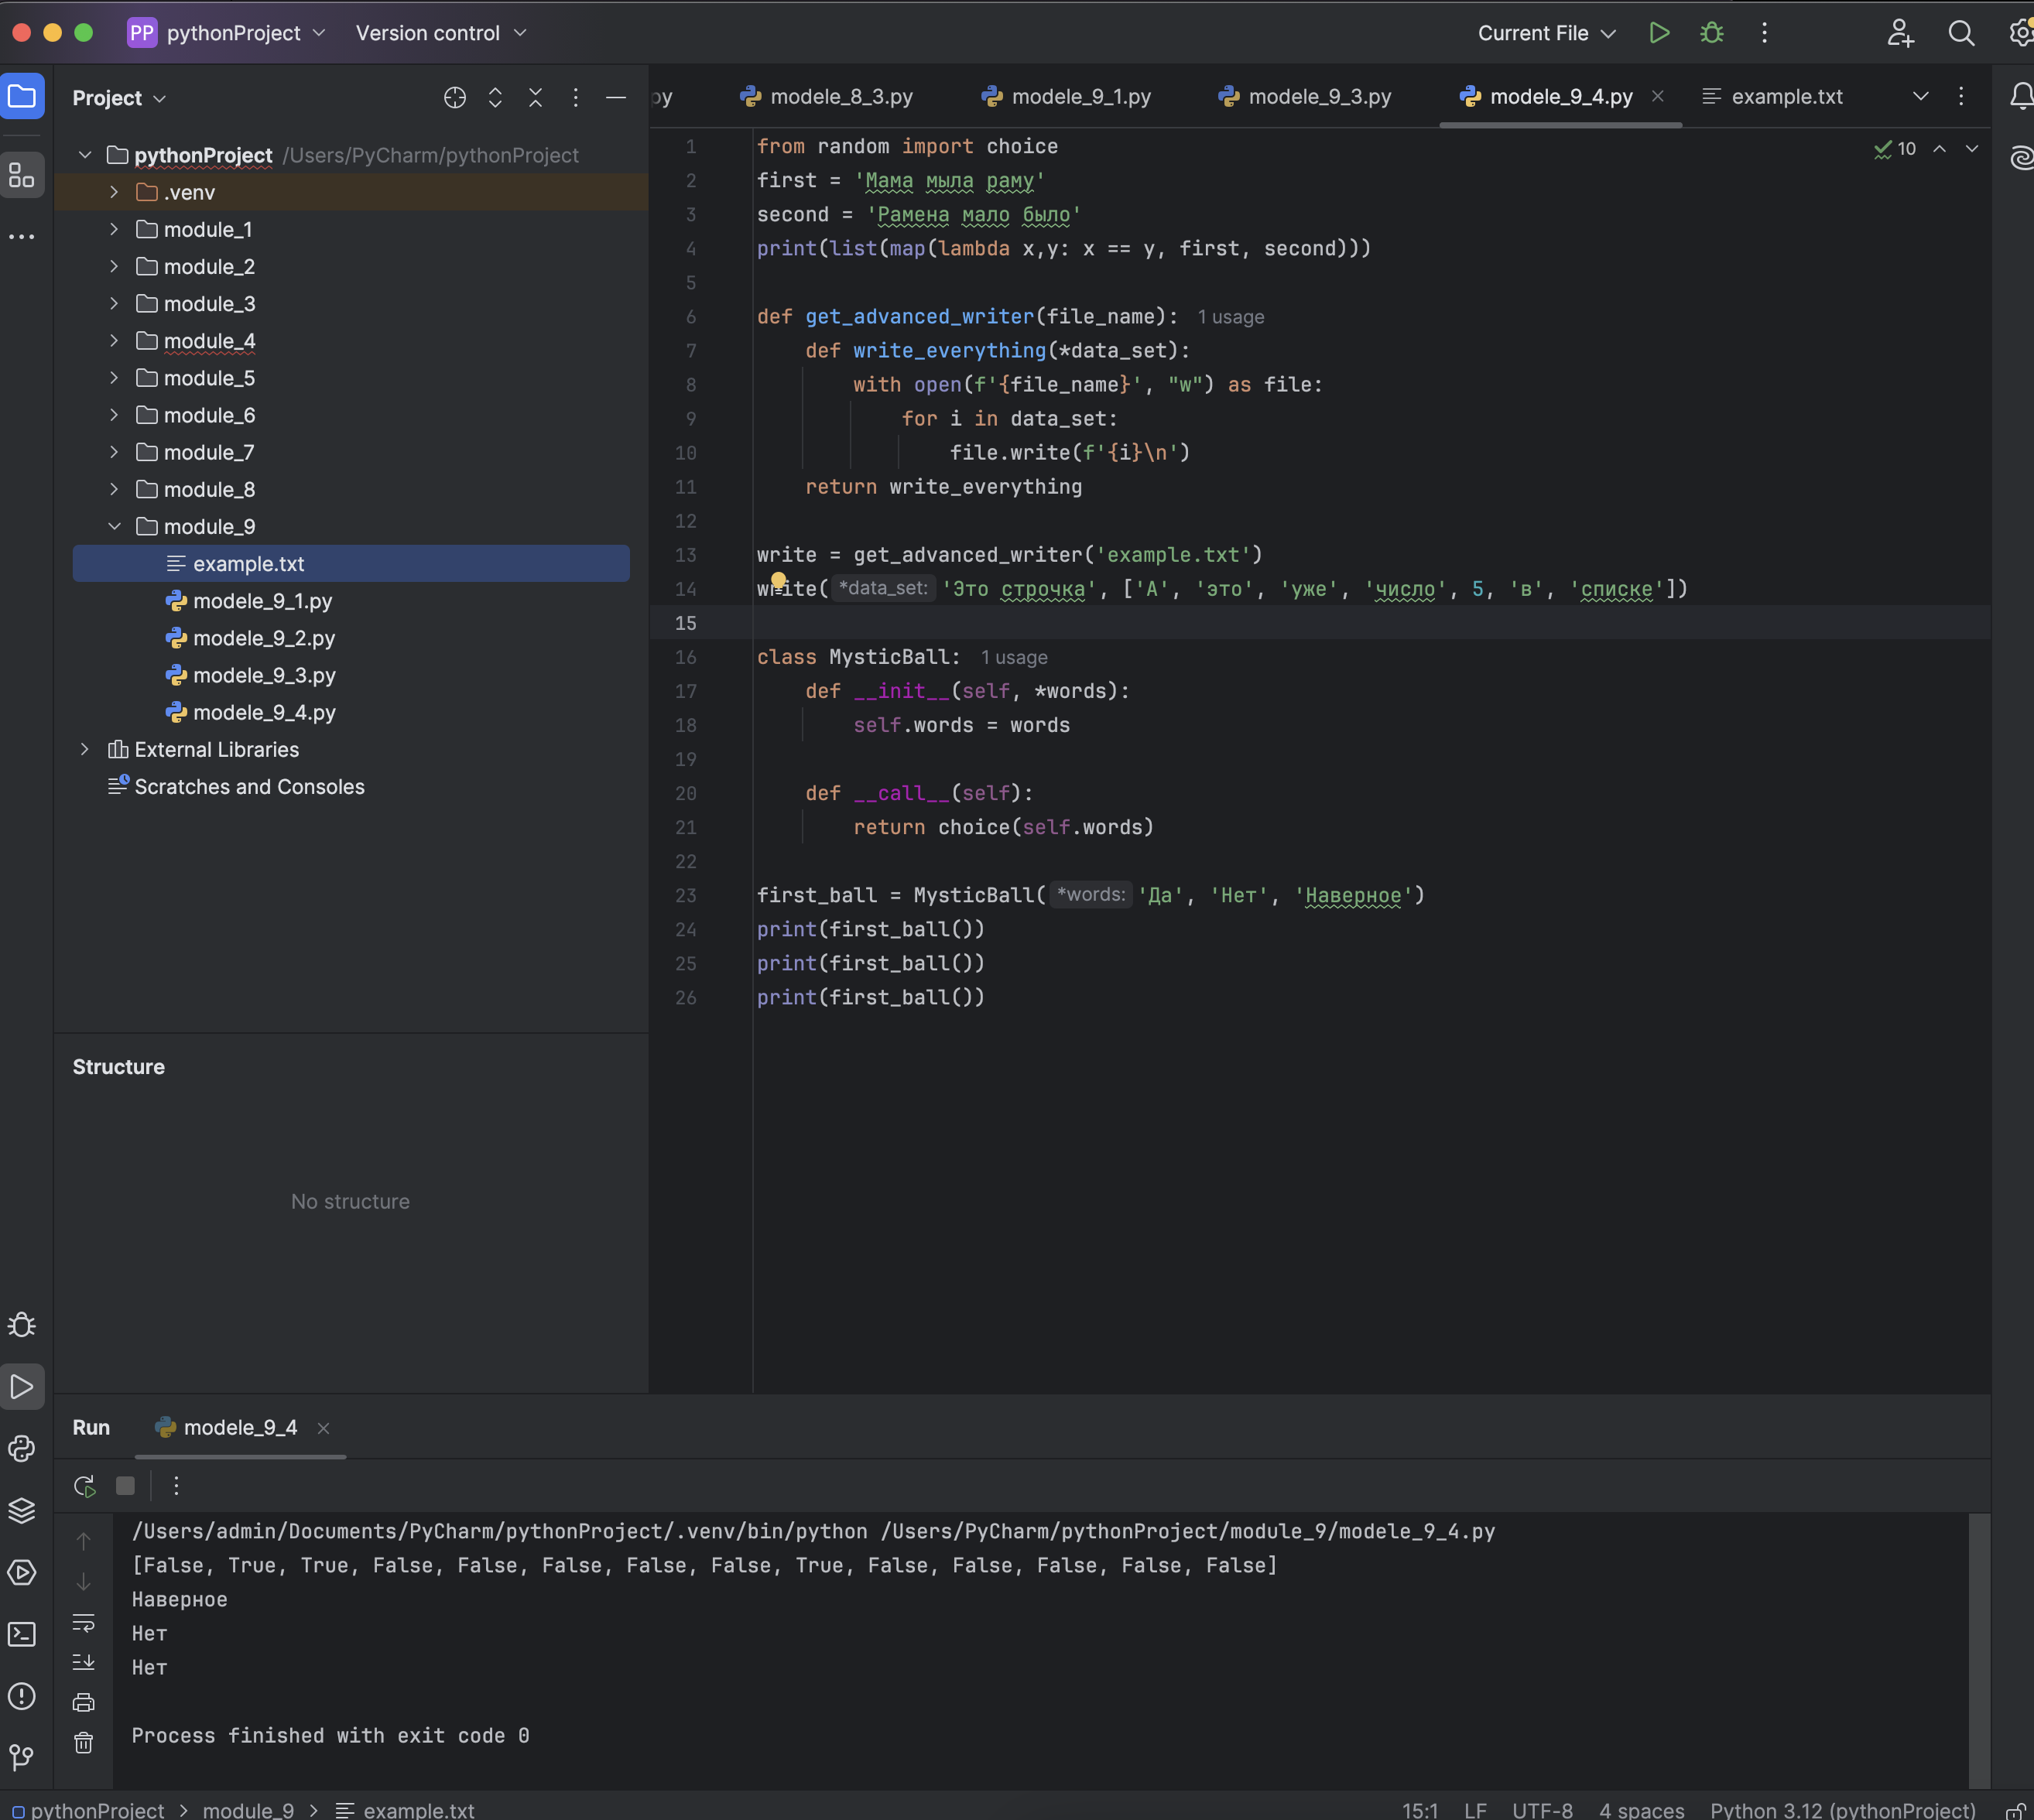 PP pythonProject Version control Current File
Project
py modele_8_3.py modele_9_1.py modele_9_3.py modele_9_4.py example.txt
pythonProject /Users/PyCharm/pythonProject
.venv
module_1
module_2
module_3
module_4
module_5
module_6
module_7
module_8
module_9
example.txt
modele_9_1.py
modele_9_2.py
modele_9_3.py
modele_9_4.py
External Libraries
Scratches and Consoles
Structure
No structure
10
1 from random import choice
2 first = 'Мама мыла раму'
3 second = 'Рамена мало было'
4 print(list(map(lambda x,y: x == y, first, second)))
5
6 def get_advanced_writer(file_name): 1 usage
7 def write_everything(*data_set):
8 with open(f'{file_name}', "w") as file:
9 for i in data_set:
10 file.write(f'{i}\n')
11 return write_everything
12
13 write = get_advanced_writer('example.txt')
14 write( *data_set: 'Это строчка', ['А', 'это', 'уже', 'число', 5, 'в', 'списке'])
15
16 class MysticBall: 1 usage
17 def __init__(self, *words):
18 self.words = words
19
20 def __call__(self):
21 return choice(self.words)
22
23 first_ball = MysticBall( *words: 'Да', 'Нет', 'Наверное')
24 print(first_ball())
25 print(first_ball())
26 print(first_ball())
Run modele_9_4
/Users/admin/Documents/PyCharm/pythonProject/.venv/bin/python /Users/PyCharm/pythonProject/module_9/modele_9_4.py
[False, True, True, False, False, False, False, False, True, False, False, False, False, False]
Наверное
Нет
Нет
Process finished with exit code 0
pythonProject > module_9 > example.txt 15:1 LF UTF-8 4 spaces Python 3.12 (pythonProject)